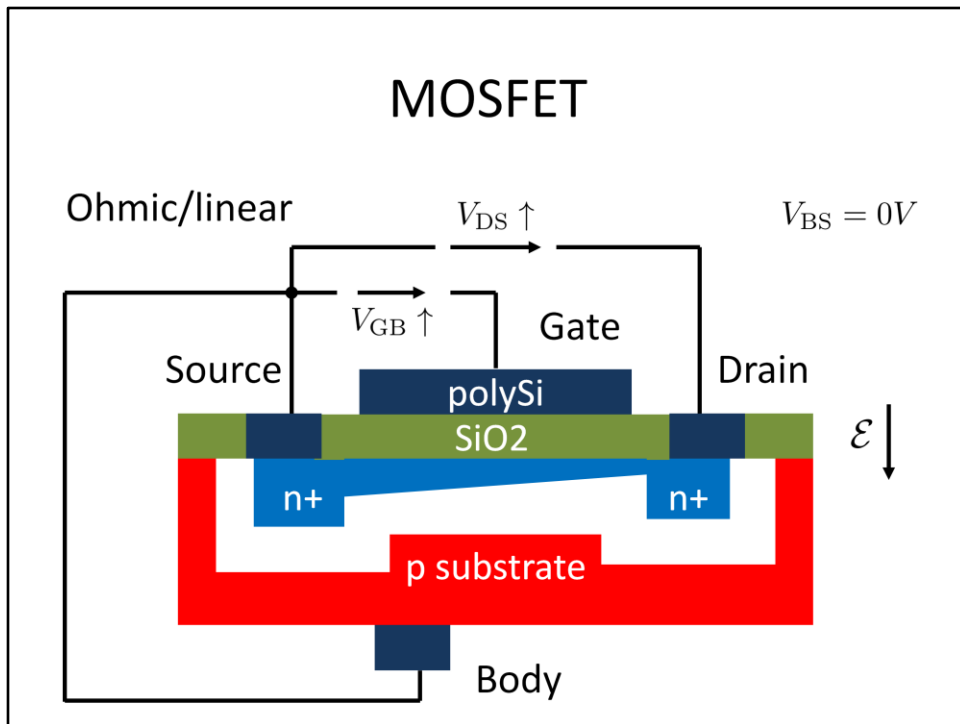 MOSFET
Ohmic/linear
V_DS ↑
V_BS = 0V
V_GB ↑
Gate
Source
Drain
polySi
SiO2
ℰ
n+
n+
p substrate
Body